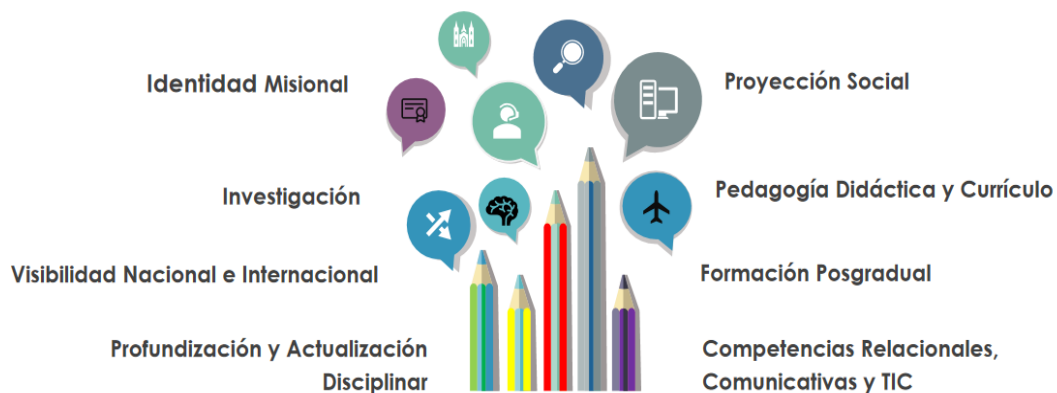 Identidad Misional
Proyección Social
Investigación
Pedagogía Didáctica y Currículo
Visibilidad Nacional e Internacional
Formación Posgradual
Profundización y Actualización
Disciplinar
Competencias Relacionales,
Comunicativas y TIC